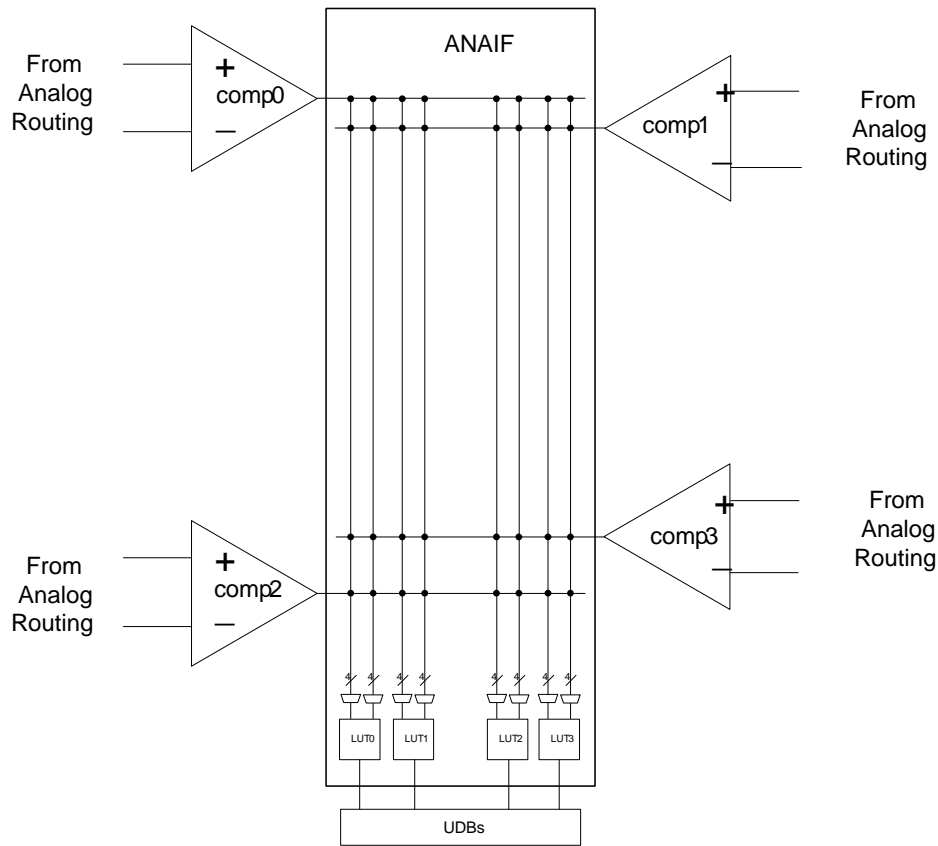 ANAIF
From
Analog
Routing
+
comp0
−
+
comp1
−
From
Analog
Routing
From
Analog
Routing
+
comp2
−
+
comp3
−
From
Analog
Routing
4 4 4 4 4 4 4 4
LUT0 LUT1 LUT2 LUT3
UDBs